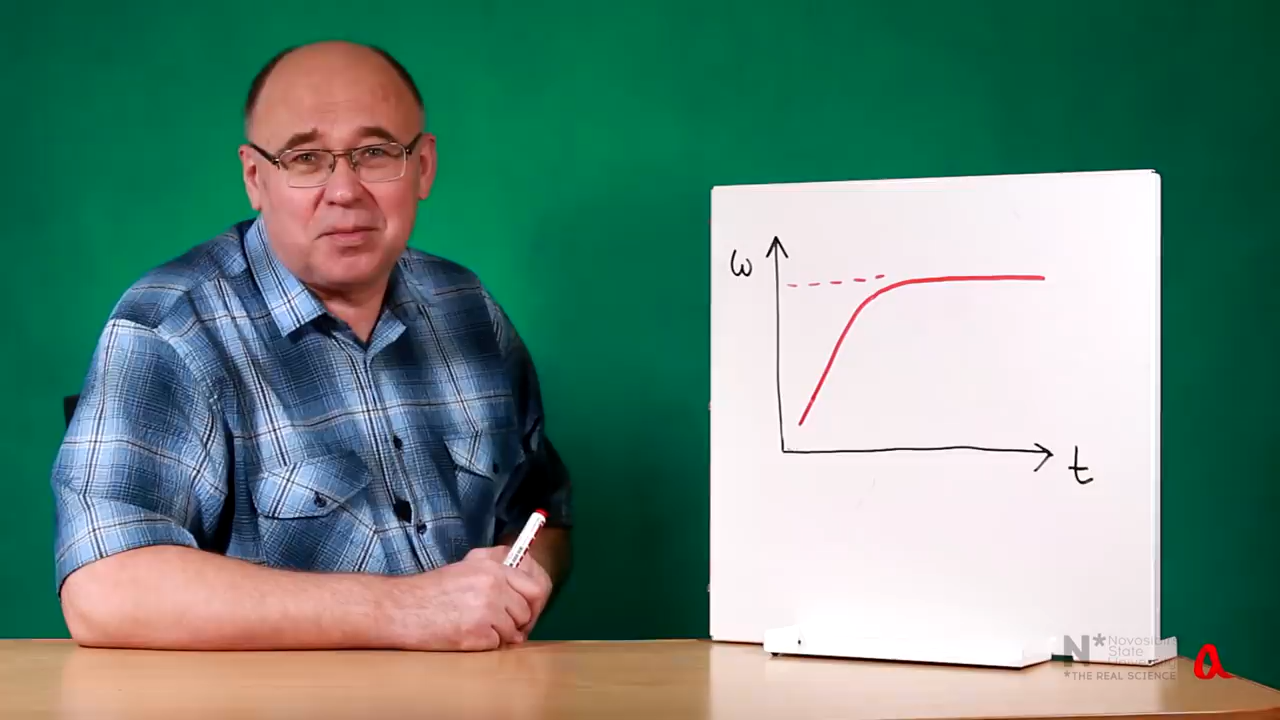 ω
t
N* Novosibirsk
State
University
*THE REAL SCIENCE
a